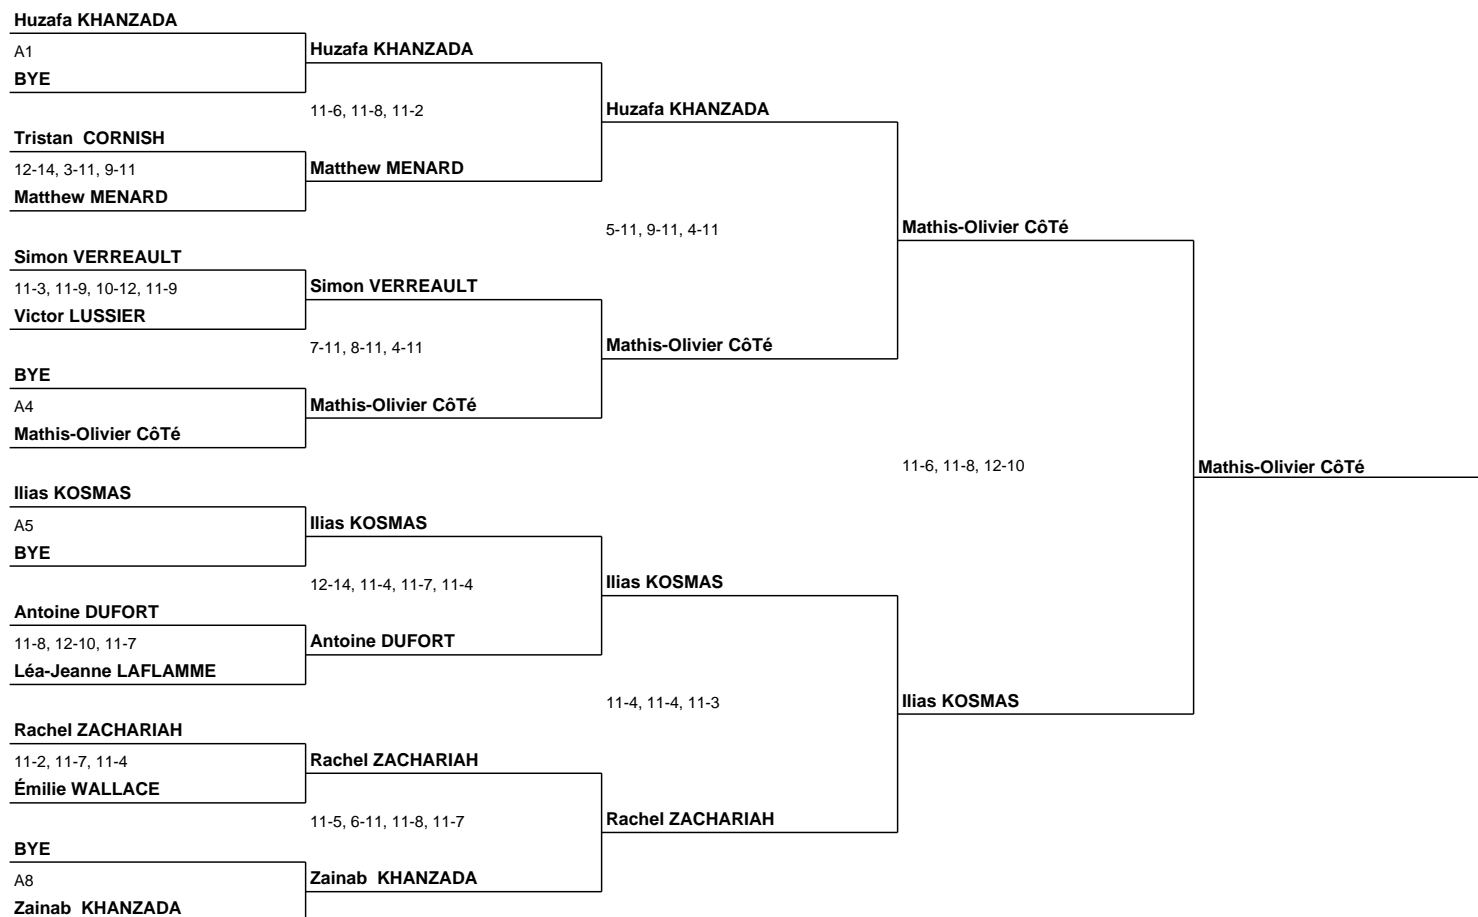 Huzafa KHANZADA
A1
BYE
Tristan  CORNISH
12-14, 3-11, 9-11
Matthew MENARD
Simon VERREAULT
11-3, 11-9, 10-12, 11-9
Victor LUSSIER
BYE
A4
Mathis-Olivier CôTé
Ilias KOSMAS
A5
BYE
Antoine DUFORT
11-8, 12-10, 11-7
Léa-Jeanne LAFLAMME
Rachel ZACHARIAH
11-2, 11-7, 11-4
Émilie WALLACE
BYE
A8
Zainab  KHANZADA
Huzafa KHANZADA
11-6, 11-8, 11-2
Matthew MENARD
Simon VERREAULT
7-11, 8-11, 4-11
Mathis-Olivier CôTé
Ilias KOSMAS
12-14, 11-4, 11-7, 11-4
Antoine DUFORT
Rachel ZACHARIAH
11-5, 6-11, 11-8, 11-7
Zainab  KHANZADA
Huzafa KHANZADA
5-11, 9-11, 4-11
Mathis-Olivier CôTé
Ilias KOSMAS
11-4, 11-4, 11-3
Rachel ZACHARIAH
Mathis-Olivier CôTé
11-6, 11-8, 12-10
Ilias KOSMAS
Mathis-Olivier CôTé